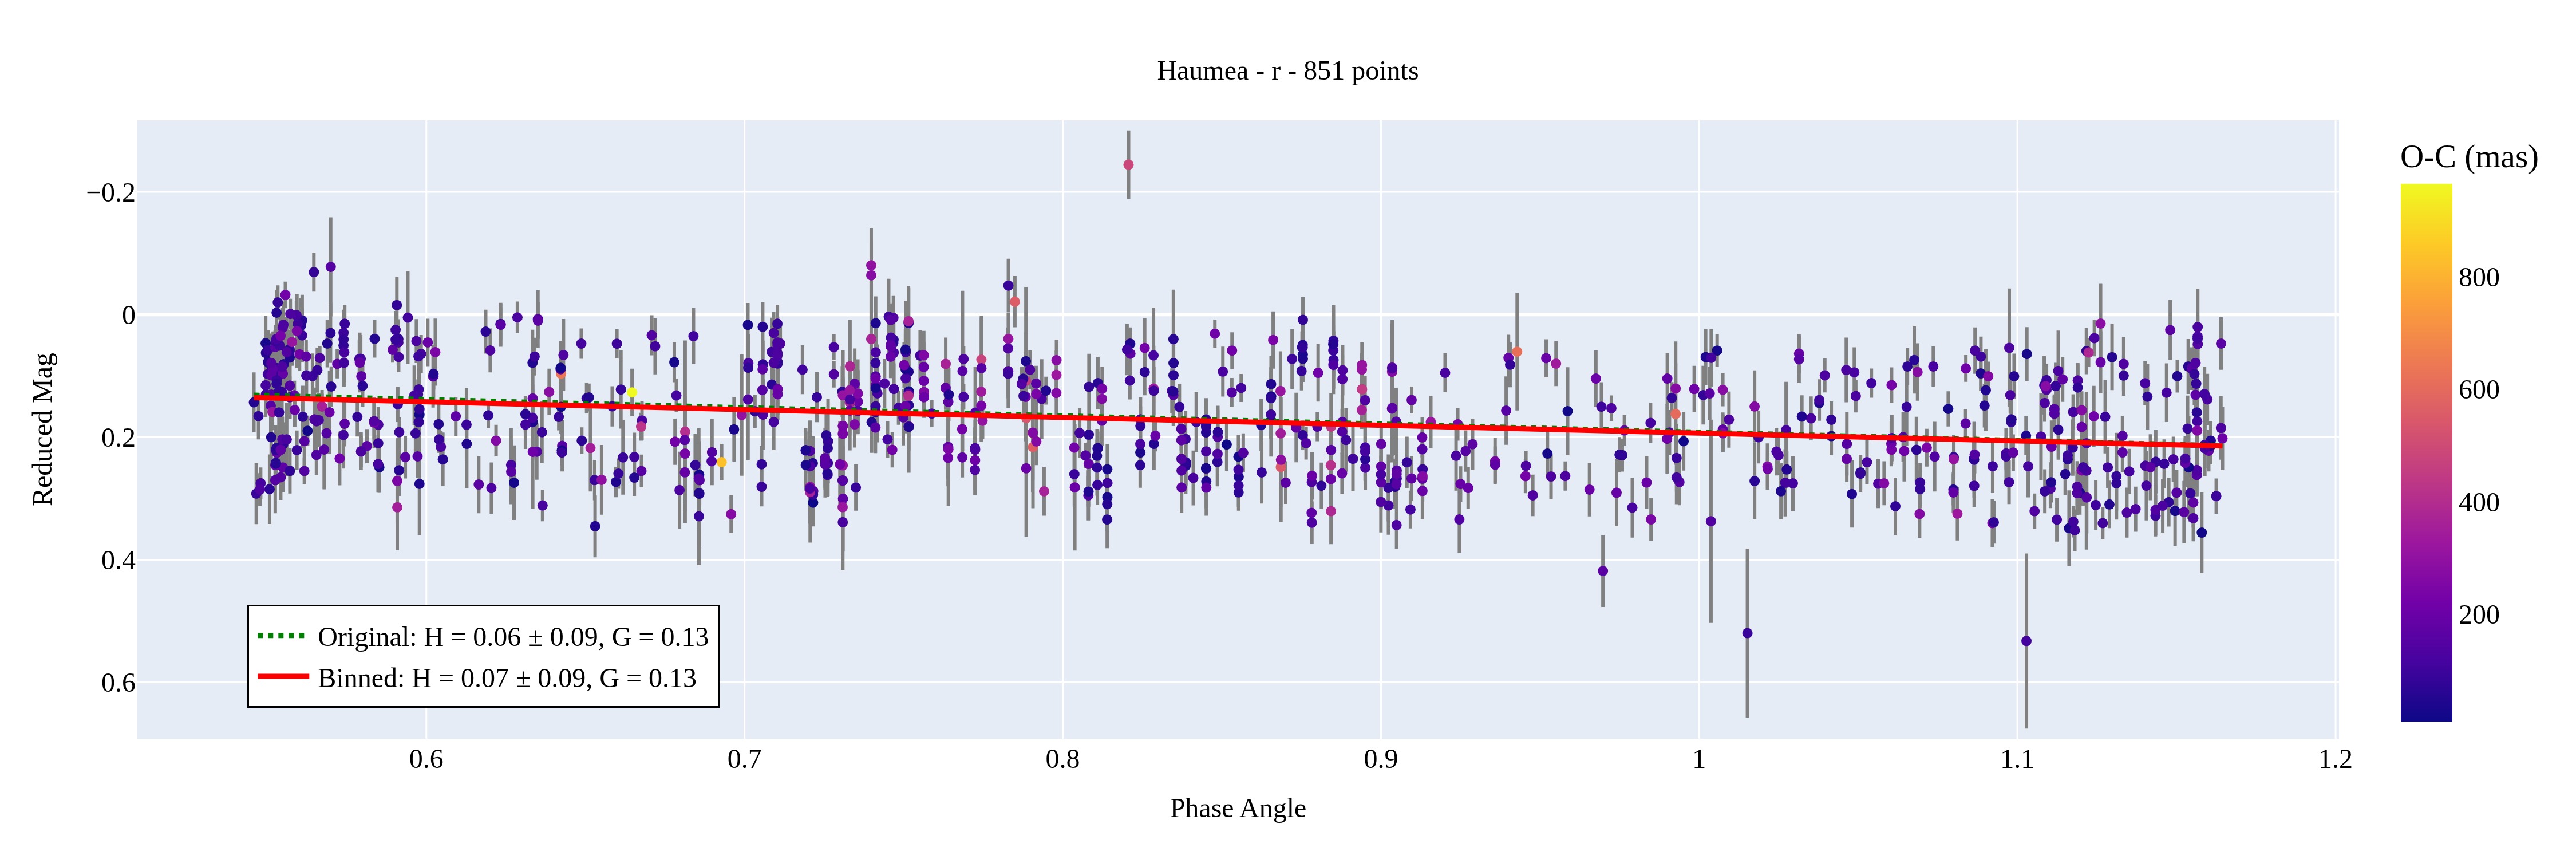 Haumea - r - 851 points
O-C (mas)
−0.2
0
0.2
0.4
0.6
Reduced Mag
800
600
400
200
Original: H = 0.06 ± 0.09, G = 0.13
Binned: H = 0.07 ± 0.09, G = 0.13
0.6
0.7
0.8
0.9
1
1.1
1.2
Phase Angle